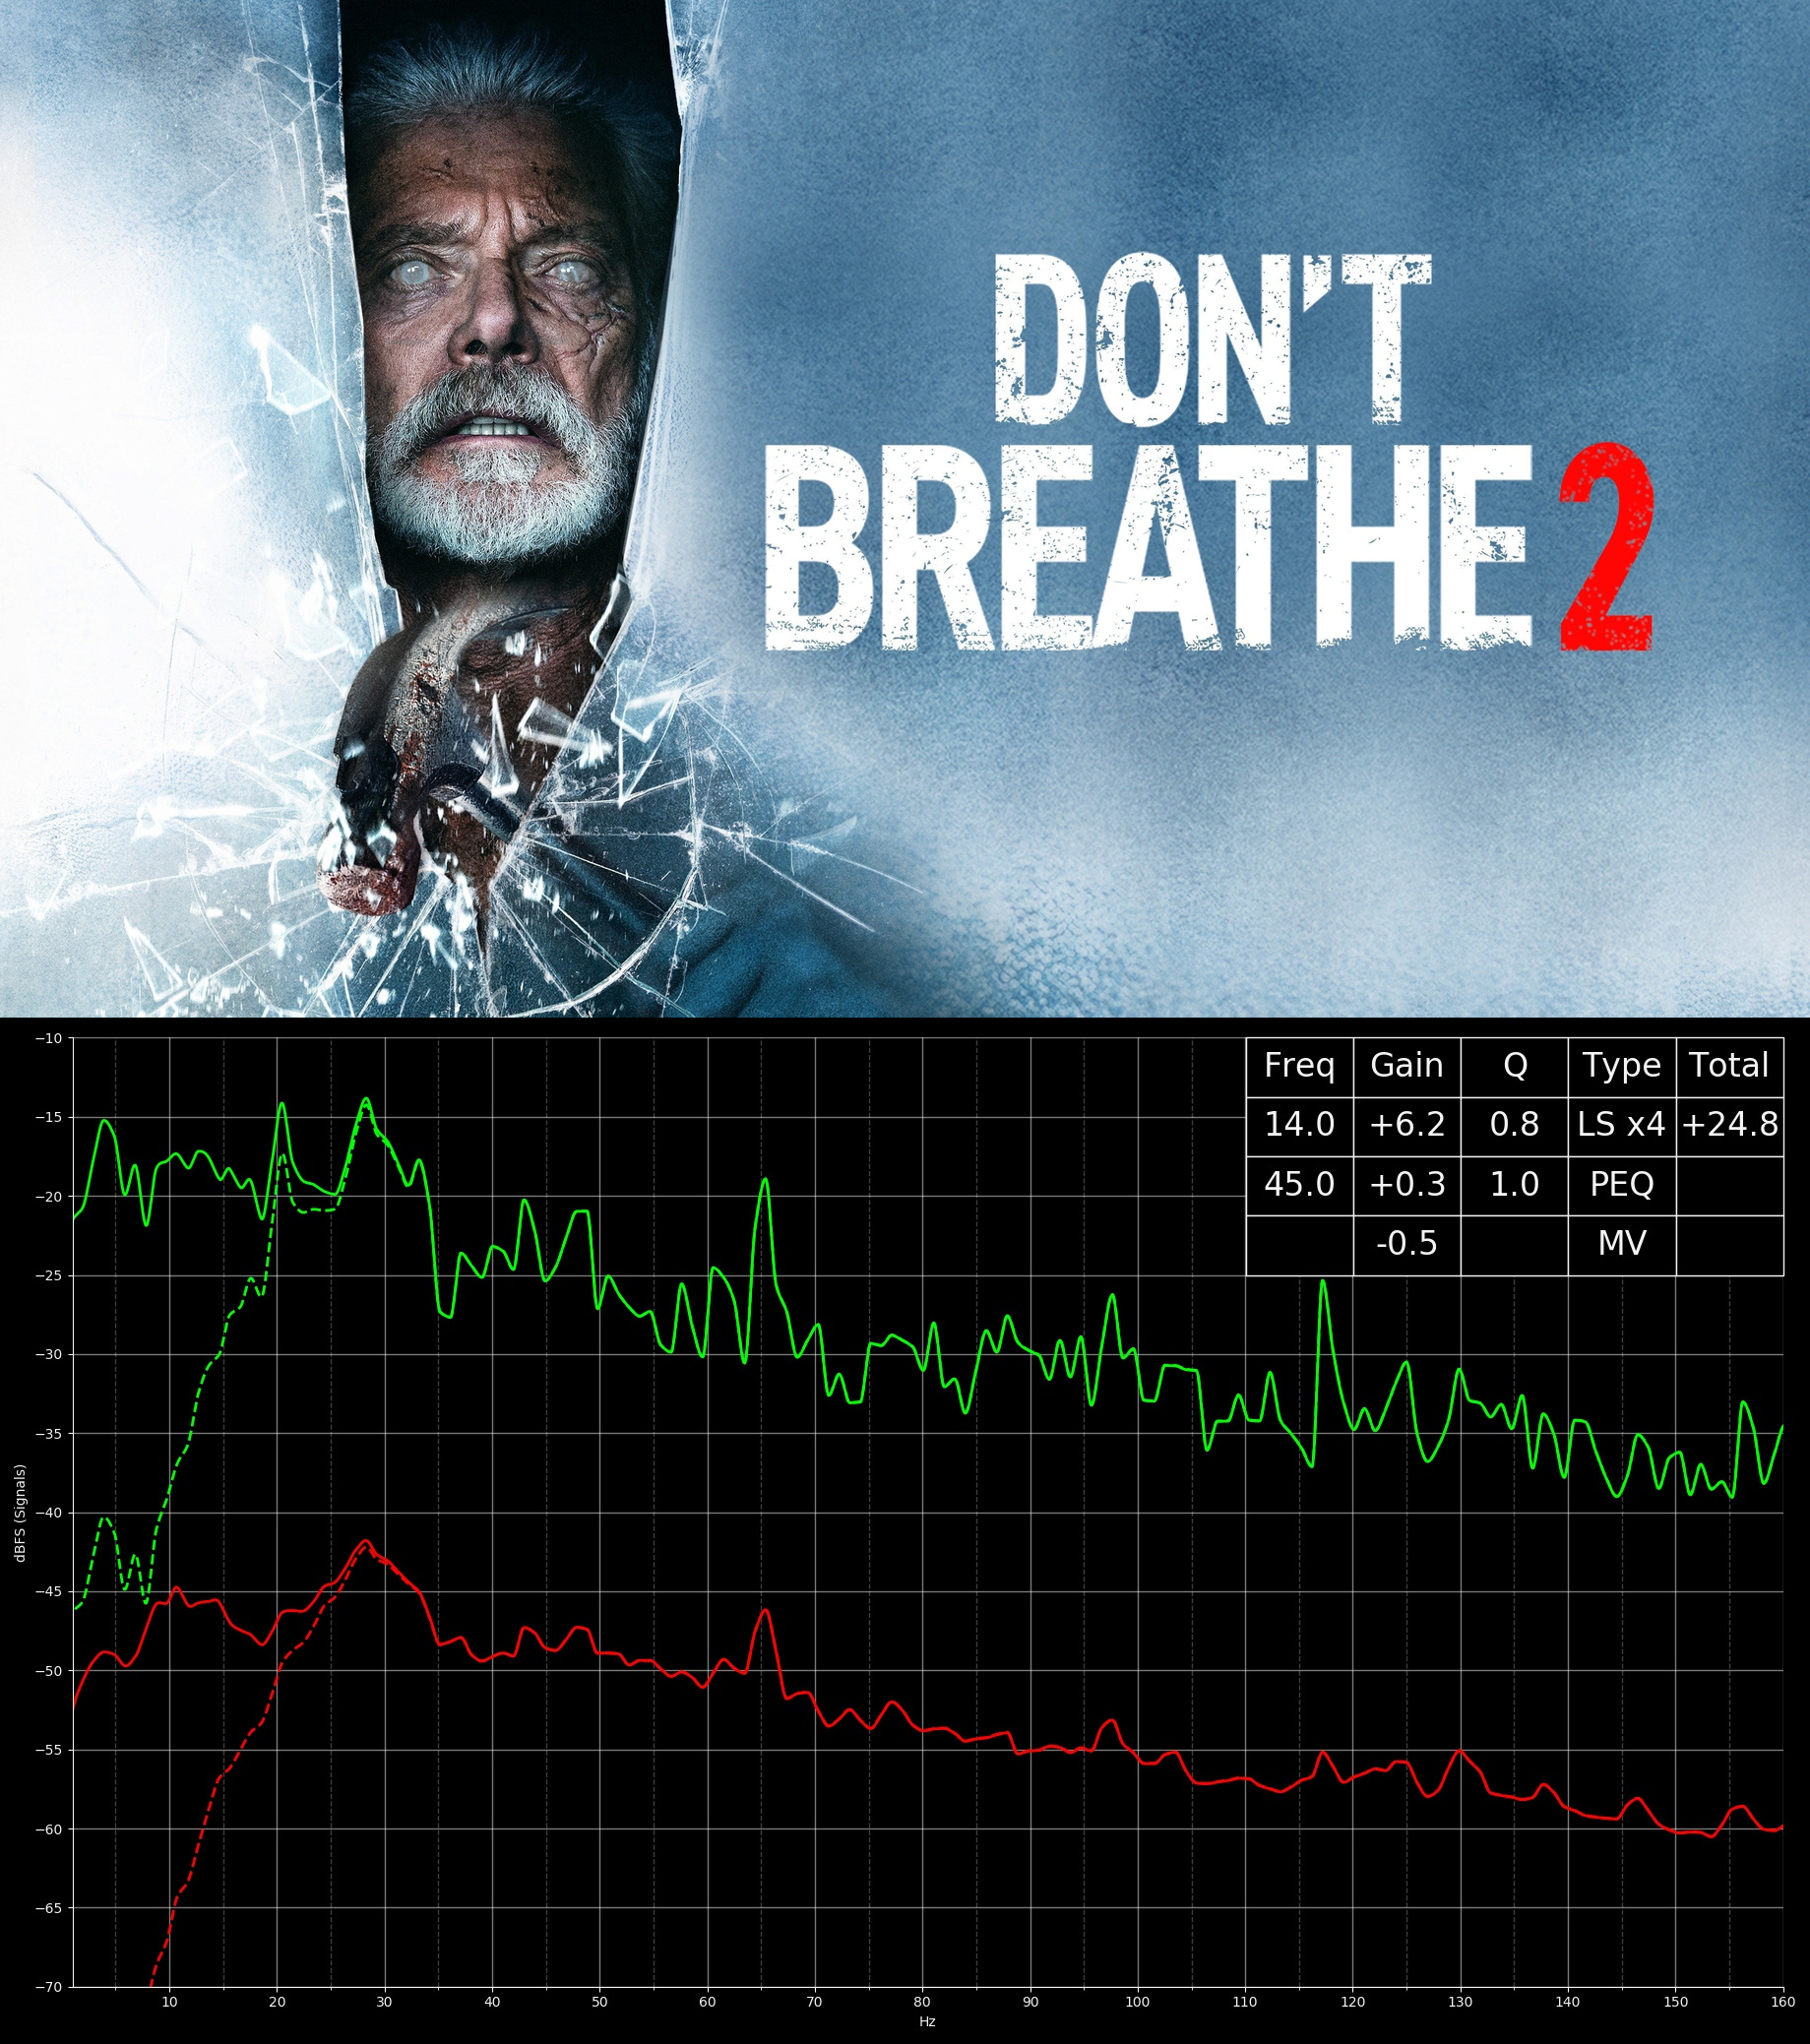 DON'T
BREATHE 2
Freq Gain Q Type Total
14.0 +6.2 0.8 LS x4 +24.8
45.0 +0.3 1.0 PEQ
-0.5 MV
−10
−15
−20
−25
−30
−35
−40
−45
−50
−55
−60
−65
−70
dBFS (Signals)
10 20 30 40 50 60 70 80 90 100 110 120 130 140 150 160
Hz